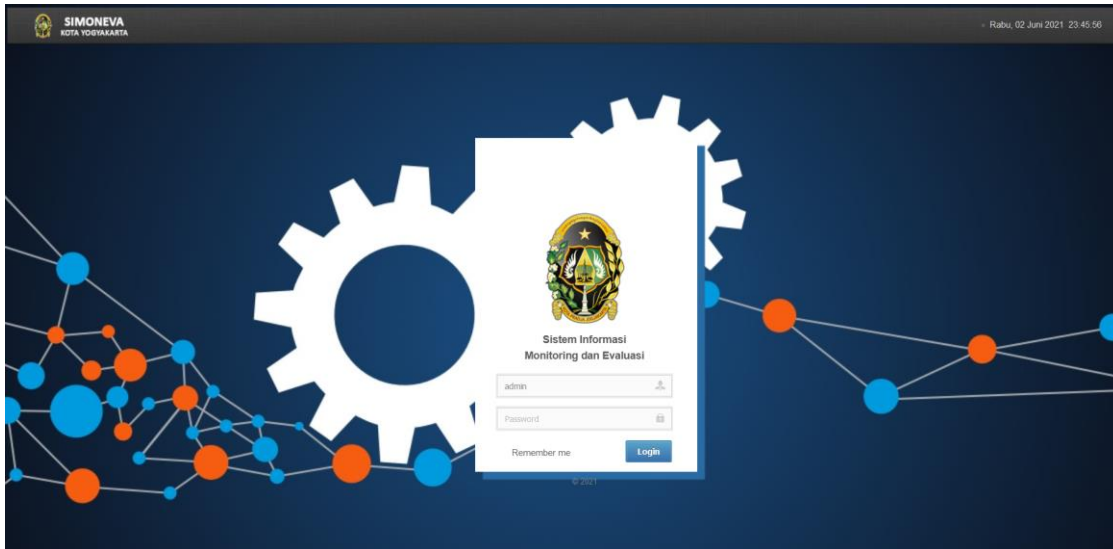 SIMONEVA
KOTA YOGYAKARTA
Rabu, 02 Juni 2021 23:45:56
Sistem Informasi
Monitoring dan Evaluasi
admin
Password
Remember me
Login
© 2021